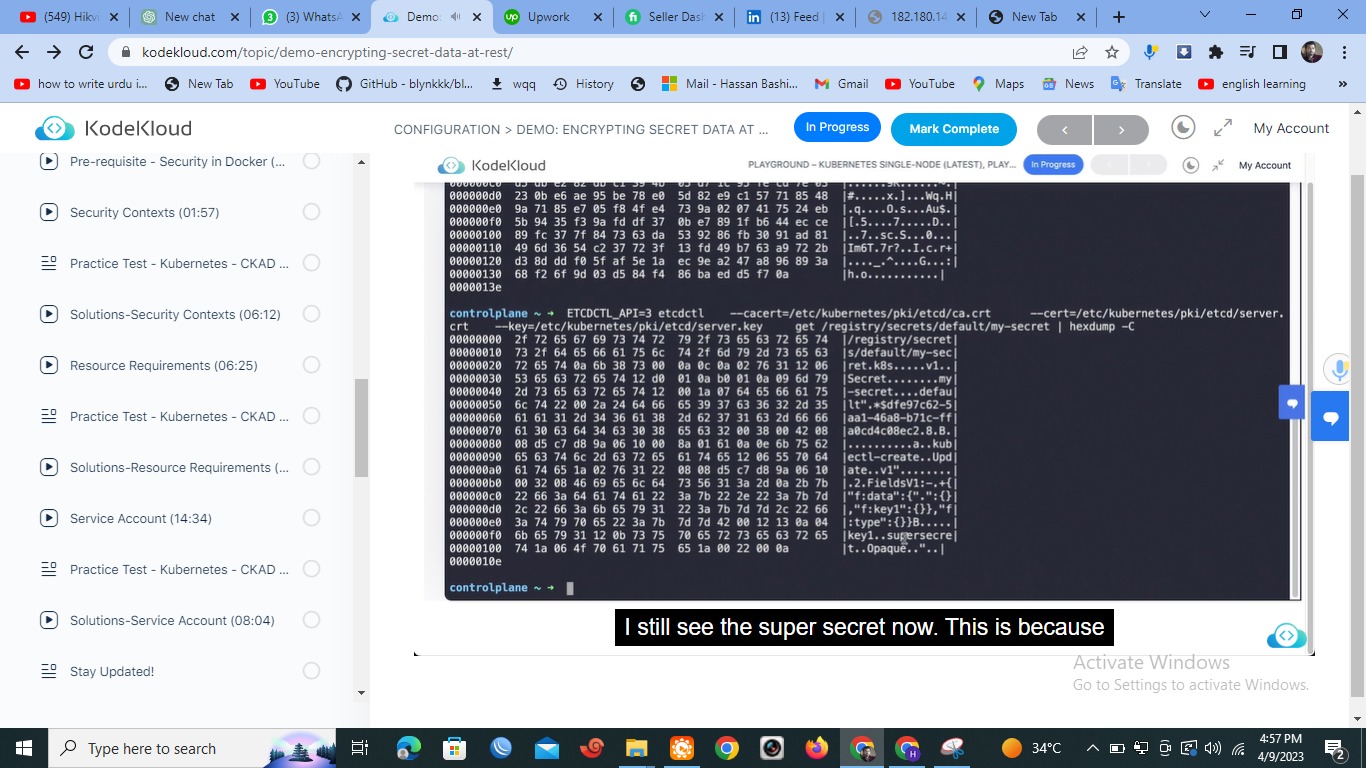 (549) Hikvi
New chat
(3) WhatsA
Demo:
Upwork
Seller Dash
(13) Feed |
182.180.14
New Tab
kodekloud.com/topic/demo-encrypting-secret-data-at-rest/
how to write urdu i...
New Tab
YouTube
GitHub - blynkkk/bl...
wqq
History
Mail - Hassan Bashi...
Gmail
YouTube
Maps
News
Translate
english learning
»
KodeKloud
CONFIGURATION > DEMO: ENCRYPTING SECRET DATA AT ...
In Progress
Mark Complete
<
>
My Account
Pre-requisite - Security in Docker (...
Security Contexts (01:57)
Practice Test - Kubernetes - CKAD ...
Solutions-Security Contexts (06:12)
Resource Requirements (06:25)
Practice Test - Kubernetes - CKAD ...
Solutions-Resource Requirements (...
Service Account (14:34)
Practice Test - Kubernetes - CKAD ...
Solutions-Service Account (08:04)
Stay Updated!
KodeKloud
PLAYGROUND – KUBERNETES SINGLE-NODE (LATEST), PLAY...
In Progress
My Account
000000d0 23 0b e6 ae 95 be 78 e0 5d 82 e9 c1 57 71 85 48 |#.....x.]...Wq.H|
000000e0 9a 71 85 e7 05 f8 4f e4 73 9a 02 07 41 75 24 eb |.q....O.s...Au$.|
000000f0 5b 94 35 f3 9a fd df 37 0b e7 89 1f b6 44 ec ce |[.5....7.....D..|
00000100 89 fc 37 7f 84 73 63 da 53 92 86 fb 30 91 ad 81 |..7..sc.S...0...|
00000110 49 6d 36 54 c2 37 72 3f 13 fd 49 b7 63 a9 72 2b |Im6T.7r?..I.c.r+|
00000120 d3 8d dd f0 5f af 5e 1a ec 9e a2 47 a8 96 89 3a |...._.^....G...:|
00000130 68 f2 6f 9d 03 d5 84 f4 86 ba ed d5 f7 0a |h.o...........|
0000013e
controlplane ~ ➜ ETCDCTL_API=3 etcdctl --cacert=/etc/kubernetes/pki/etcd/ca.crt --cert=/etc/kubernetes/pki/etcd/server.
crt --key=/etc/kubernetes/pki/etcd/server.key get /registry/secrets/default/my-secret | hexdump -C
00000000 2f 72 65 67 69 73 74 72 79 2f 73 65 63 72 65 74 |/registry/secret|
00000010 73 2f 64 65 66 61 75 6c 74 2f 6d 79 2d 73 65 63 |s/default/my-sec|
00000020 72 65 74 0a 6b 38 73 00 0a 0c 0a 02 76 31 12 06 |ret.k8s.....v1..|
00000030 53 65 63 72 65 74 12 d0 01 0a b0 01 0a 09 6d 79 |Secret........my|
00000040 2d 73 65 63 72 65 74 12 00 1a 07 64 65 66 61 75 |-secret....defau|
00000050 6c 74 22 00 2a 24 64 66 65 39 37 63 36 32 2d 35 |lt".*$dfe97c62-5|
00000060 61 61 31 2d 34 36 61 38 2d 62 37 31 63 2d 66 66 |aa1-46a8-b71c-ff|
00000070 61 30 63 64 34 63 30 38 65 63 32 00 38 00 42 08 |a0cd4c08ec2.8.B.|
00000080 08 d5 c7 d8 9a 06 10 00 8a 01 61 0a 0e 6b 75 62 |..........a..kub|
00000090 65 63 74 6c 2d 63 72 65 61 74 65 12 06 55 70 64 |ectl-create..Upd|
000000a0 61 74 65 1a 02 76 31 22 08 08 d5 c7 d8 9a 06 10 |ate..v1"........|
000000b0 00 32 08 46 69 65 6c 64 73 56 31 3a 2d 0a 2b 7b |.2.FieldsV1:-.+{|
000000c0 22 66 3a 64 61 74 61 22 3a 7b 22 2e 22 3a 7b 7d |"f:data":{".":{}|
000000d0 2c 22 66 3a 6b 65 79 31 22 3a 7b 7d 7d 2c 22 66 |,"f:key1":{}},"f|
000000e0 3a 74 79 70 65 22 3a 7b 7d 7d 42 00 12 13 0a 04 |:type":{}}B.....|
000000f0 6b 65 79 31 12 0b 73 75 70 65 72 73 65 63 72 65 |key1..supersecre|
00000100 74 1a 06 4f 70 61 71 75 65 1a 00 22 00 0a |t..Opaque.."..|
0000010e
controlplane ~ ➜
I still see the super secret now. This is because
Activate Windows
Go to Settings to activate Windows.
Type here to search
34°C
4:57 PM
4/9/2023
2